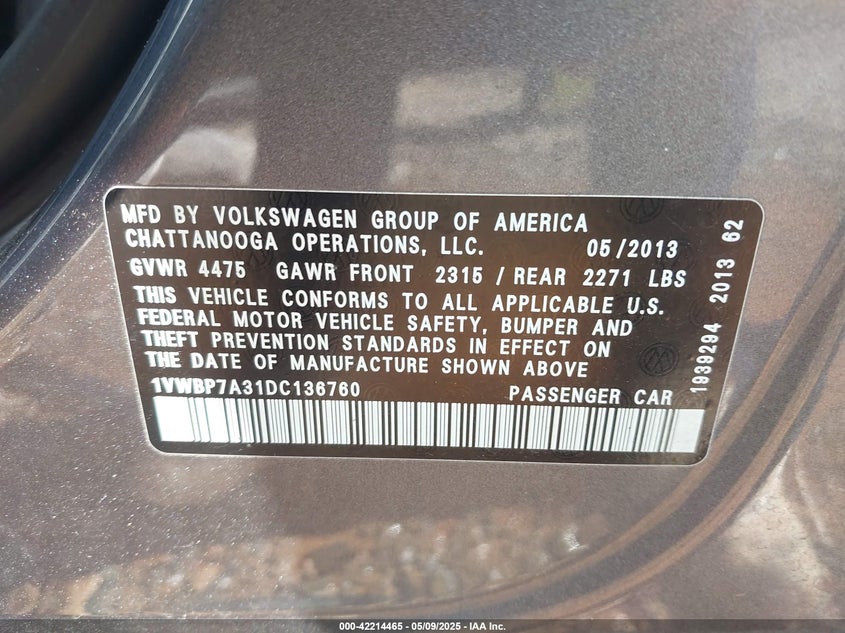 MFD BY VOLKSWAGEN GROUP OF AMERICA
CHATTANOOGA OPERATIONS, LLC. 05/2013
GVWR 4475 GAWR FRONT 2315 / REAR 2271 LBS
THIS VEHICLE CONFORMS TO ALL APPLICABLE U.S.
FEDERAL MOTOR VEHICLE SAFETY, BUMPER AND
THEFT PREVENTION STANDARDS IN EFFECT ON
THE DATE OF MANUFACTURE SHOWN ABOVE
1VWBP7A31DC136760 PASSENGER CAR
1939294 2013 62
000-42214465 - 05/09/2025 - IAA Inc.